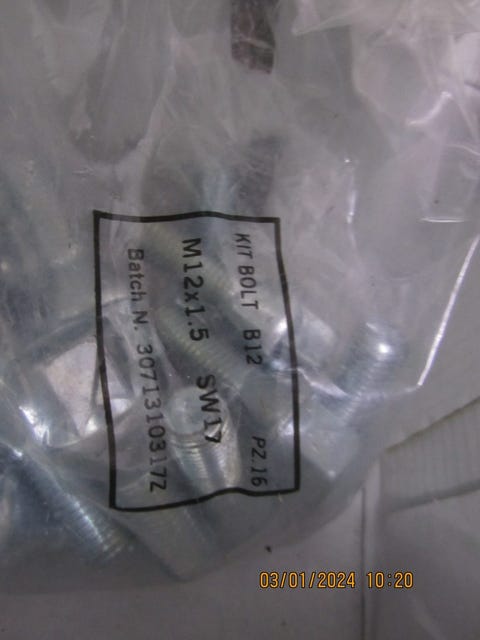 KIT BOLT B12 PZ.16
M12x1.5 SW17
Batch N. 3071310317Z
03/01/2024 10:20